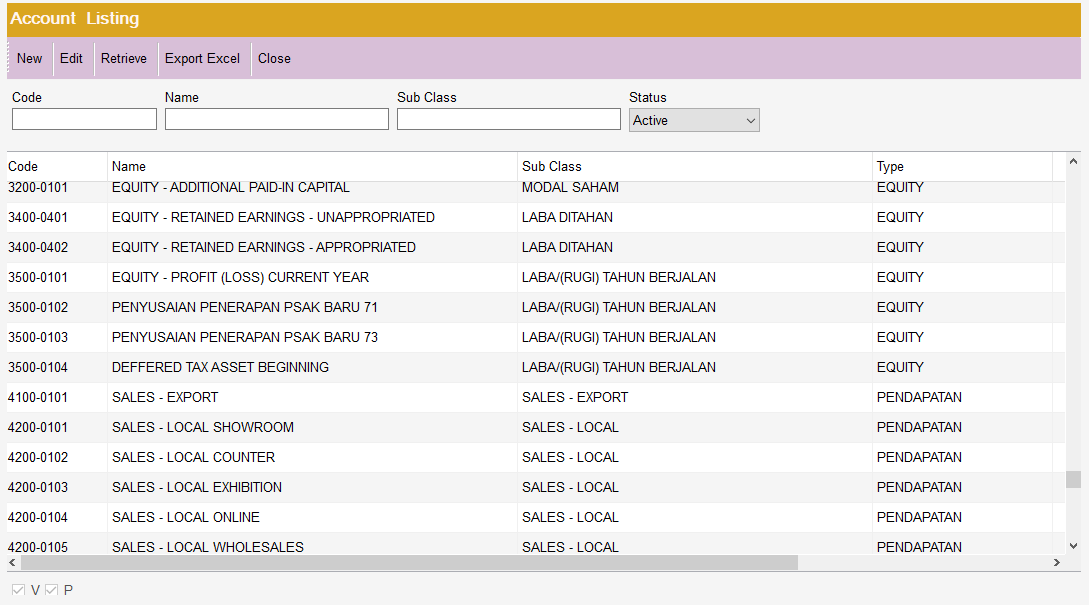 Account Listing
New Edit Retrieve Export Excel Close
Code Name Sub Class Status
Active
Code Name Sub Class Type
3200-0101 EQUITY - ADDITIONAL PAID-IN CAPITAL MODAL SAHAM EQUITY
3400-0401 EQUITY - RETAINED EARNINGS - UNAPPROPRIATED LABA DITAHAN EQUITY
3400-0402 EQUITY - RETAINED EARNINGS - APPROPRIATED LABA DITAHAN EQUITY
3500-0101 EQUITY - PROFIT (LOSS) CURRENT YEAR LABA/(RUGI) TAHUN BERJALAN EQUITY
3500-0102 PENYUSAIAN PENERAPAN PSAK BARU 71 LABA/(RUGI) TAHUN BERJALAN EQUITY
3500-0103 PENYUSAIAN PENERAPAN PSAK BARU 73 LABA/(RUGI) TAHUN BERJALAN EQUITY
3500-0104 DEFFERED TAX ASSET BEGINNING LABA/(RUGI) TAHUN BERJALAN EQUITY
4100-0101 SALES - EXPORT SALES - EXPORT PENDAPATAN
4200-0101 SALES - LOCAL SHOWROOM SALES - LOCAL PENDAPATAN
4200-0102 SALES - LOCAL COUNTER SALES - LOCAL PENDAPATAN
4200-0103 SALES - LOCAL EXHIBITION SALES - LOCAL PENDAPATAN
4200-0104 SALES - LOCAL ONLINE SALES - LOCAL PENDAPATAN
4200-0105 SALES - LOCAL WHOLESALES SALES - LOCAL PENDAPATAN
V P